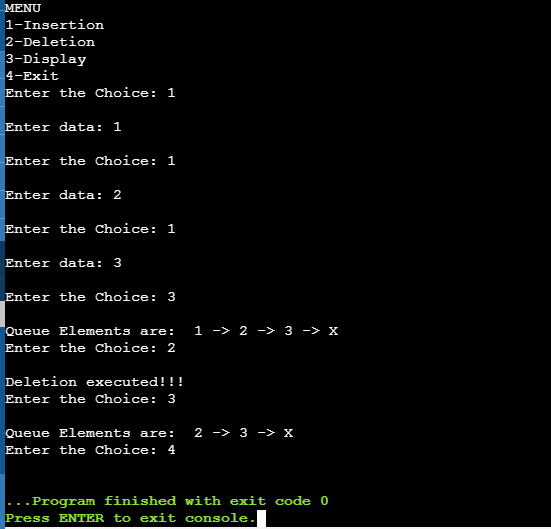 MENU
1-Insertion
2-Deletion
3-Display
4-Exit
Enter the Choice: 1
Enter data: 1
Enter the Choice: 1
Enter data: 2
Enter the Choice: 1
Enter data: 3
Enter the Choice: 3
Queue Elements are:  1 -> 2 -> 3 -> X
Enter the Choice: 2
Deletion executed!!!
Enter the Choice: 3
Queue Elements are:  2 -> 3 -> X
Enter the Choice: 4
...Program finished with exit code 0
Press ENTER to exit console.